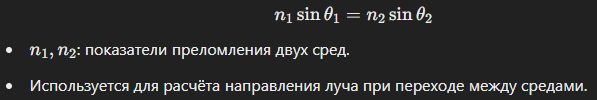 n₁ sin θ₁ = n₂ sin θ₂
• n₁, n₂: показатели преломления двух сред.
• Используется для расчёта направления луча при переходе между средами.